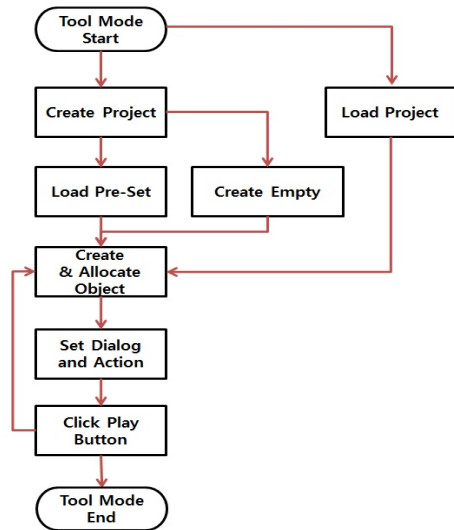 Tool Mode
Start
Create Project
Load Project
Load Pre-Set
Create Empty
Create
& Allocate
Object
Set Dialog
and Action
Click Play
Button
Tool Mode
End